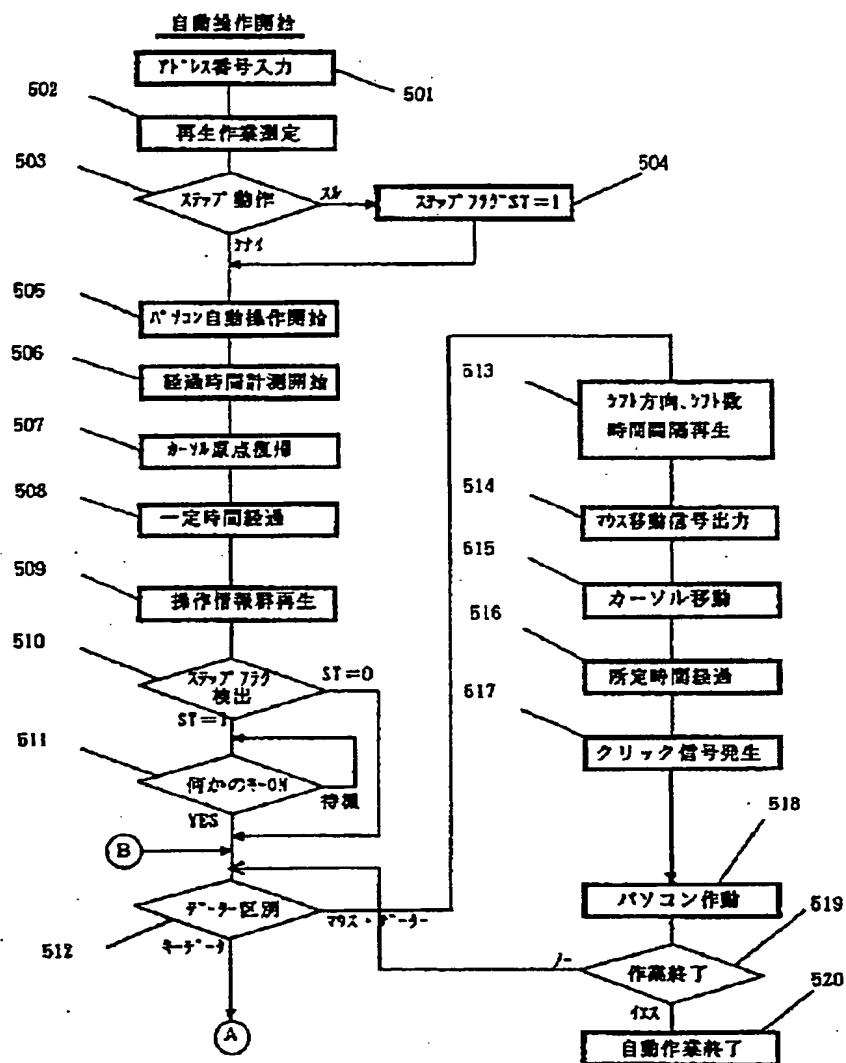 自動操作開始
アドレス番号入力
501
502
再生作業測定
503
ステップ動作
スル
504
ステップフラグST=1
シナイ
505
パソコン自動操作開始
506
経過時間計測開始
507
カーソル原点復帰
508
一定時間経過
509
操作情報群再生
510
ステップフラグ
検出
ST=0
ST=1
511
何かのキーON
待機
YES
B
データー区別
マウス・データー
512
キーデータ
A
513
シフト方向、シフト数
時間間隔再生
514
マウス移動信号出力
515
カーソル移動
516
所定時間経過
517
クリック信号発生
518
パソコン作動
519
作業終了
ノー
イエス
520
自動作業終了